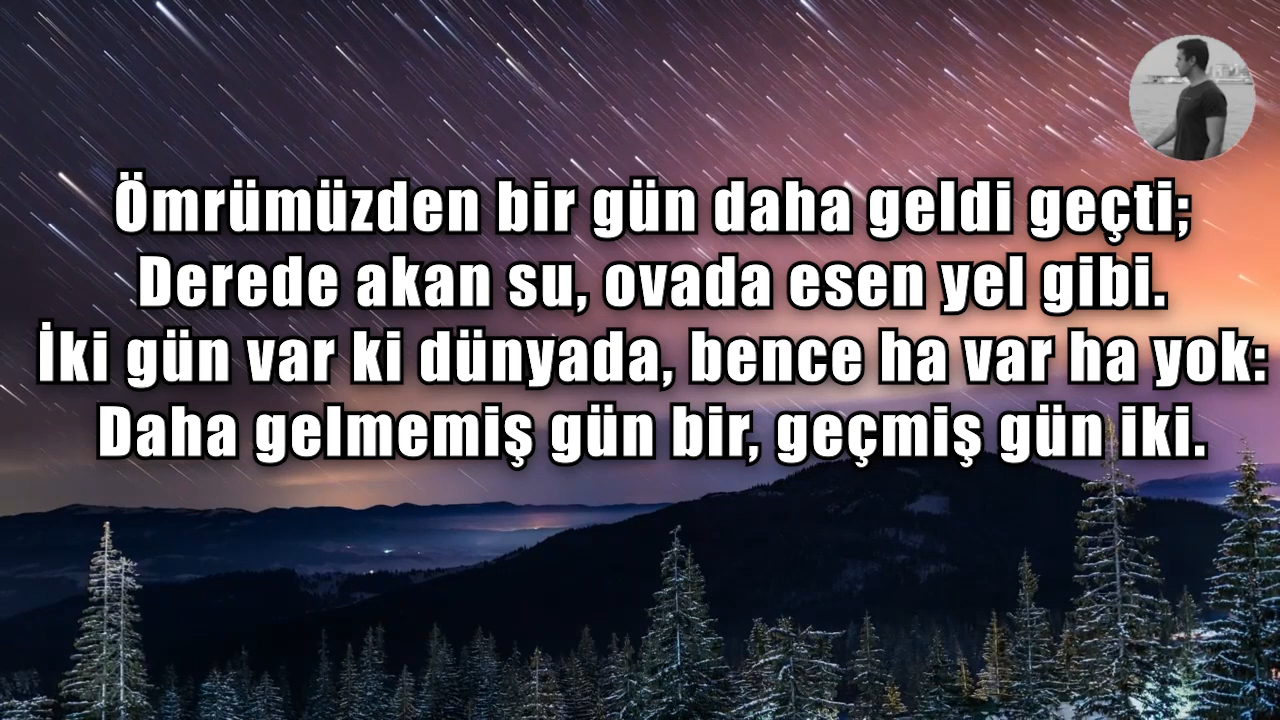 Ömrümüzden bir gün daha geldi geçti;
Derede akan su, ovada esen yel gibi.
İki gün var ki dünyada, bence ha var ha yok:
Daha gelmemiş gün bir, geçmiş gün iki.